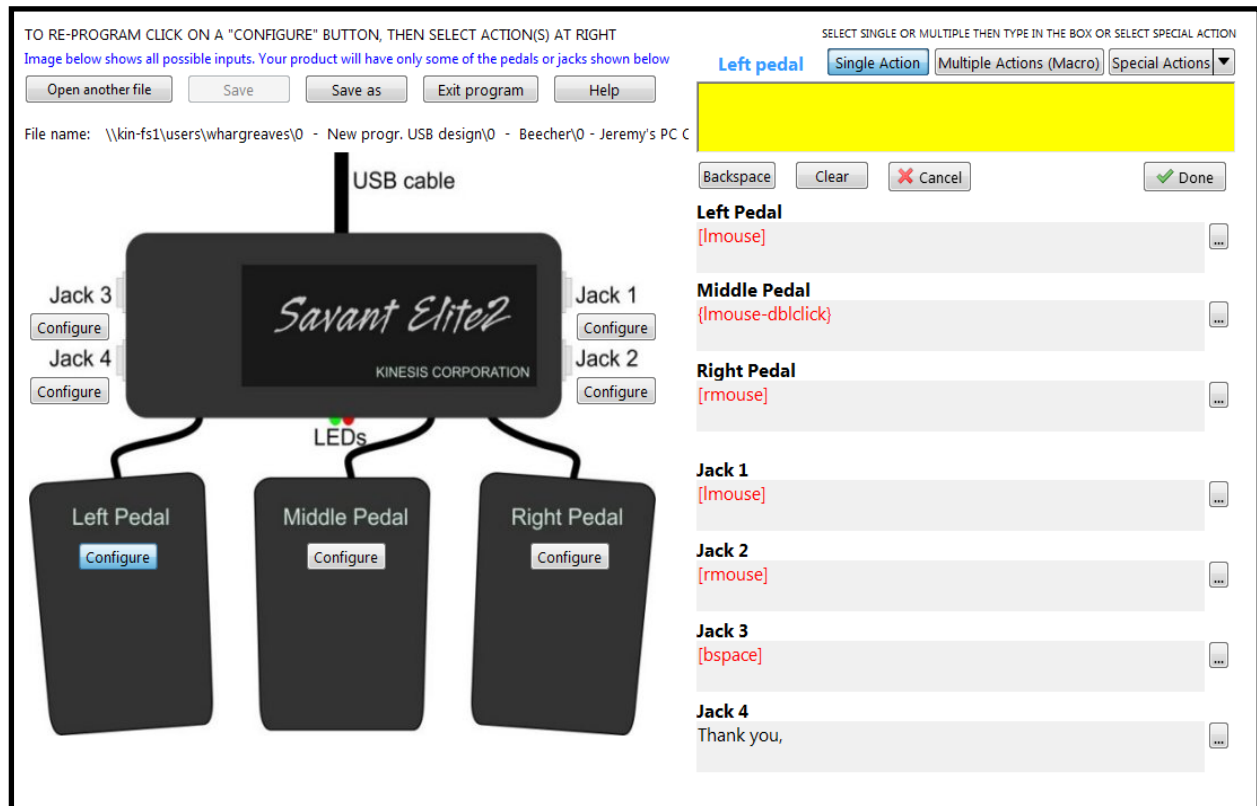 TO RE-PROGRAM CLICK ON A "CONFIGURE" BUTTON, THEN SELECT ACTION(S) AT RIGHT
Image below shows all possible inputs. Your product will have only some of the pedals or jacks shown below
Open another file Save Save as Exit program Help
File name: \\kin-fs1\users\whargreaves\0 - New progr. USB design\0 - Beecher\0 - Jeremy's PC C
USB cable
Jack 3
Configure
Jack 4
Configure
Savant Elite2
KINESIS CORPORATION
Jack 1
Configure
Jack 2
Configure
LEDs
Left Pedal
Configure
Middle Pedal
Configure
Right Pedal
Configure
SELECT SINGLE OR MULTIPLE THEN TYPE IN THE BOX OR SELECT SPECIAL ACTION
Left pedal Single Action Multiple Actions (Macro) Special Actions
Backspace Clear Cancel Done
Left Pedal
[lmouse] ...
Middle Pedal
{lmouse-dblclick} ...
Right Pedal
[rmouse] ...
Jack 1
[lmouse] ...
Jack 2
[rmouse] ...
Jack 3
[bspace] ...
Jack 4
Thank you, ...